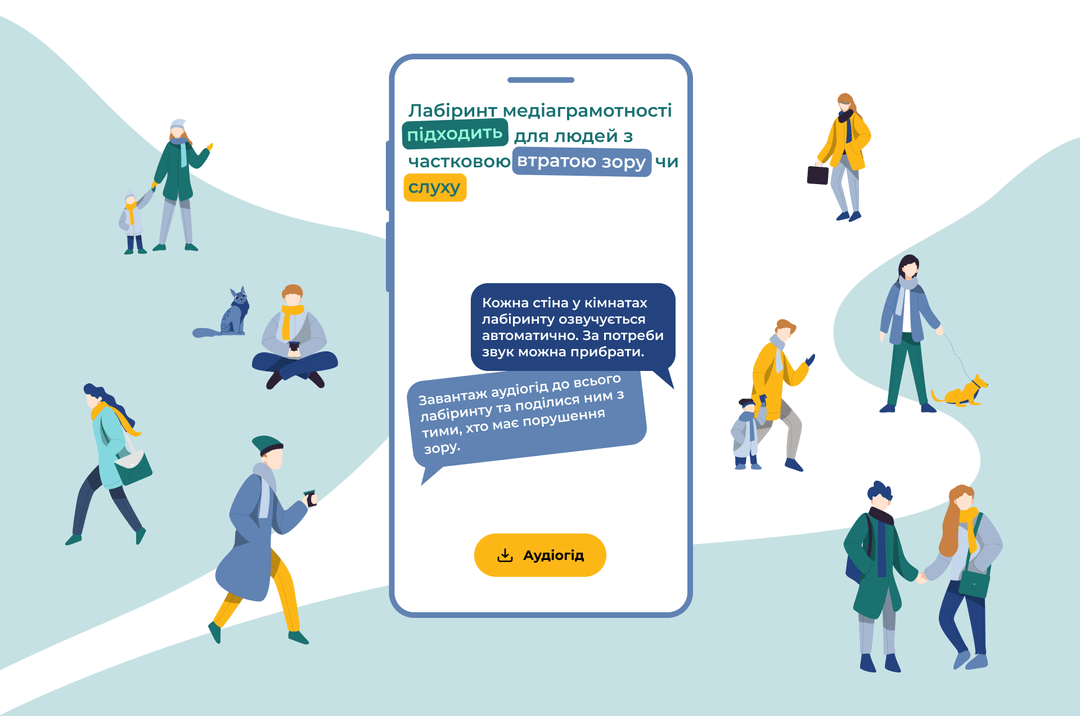 Лабіринт медіаграмотності
підходить для людей з
частковою втратою зору чи
слуху
Кожна стіна у кімнатах
лабіринту озвучується
автоматично. За потреби
звук можна прибрати.
Завантаж аудіогід до всього
лабіринту та поділися ним з
тими, хто має порушення
зору.
Аудіогід